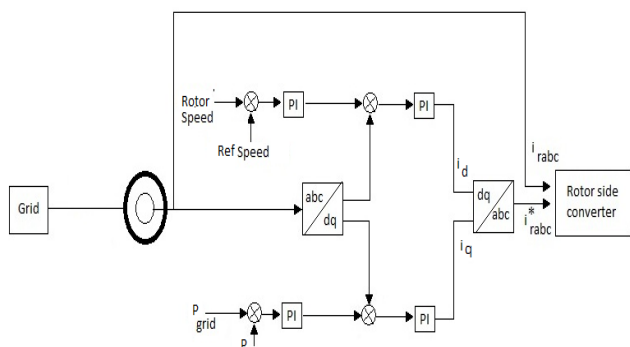 Rotor
Speed
PI
PI
Ref Speed
i rabc
i d
abc
dq
dq
abc
Grid
Rotor side
converter
i*rabc
i q
P grid
PI
PI
P